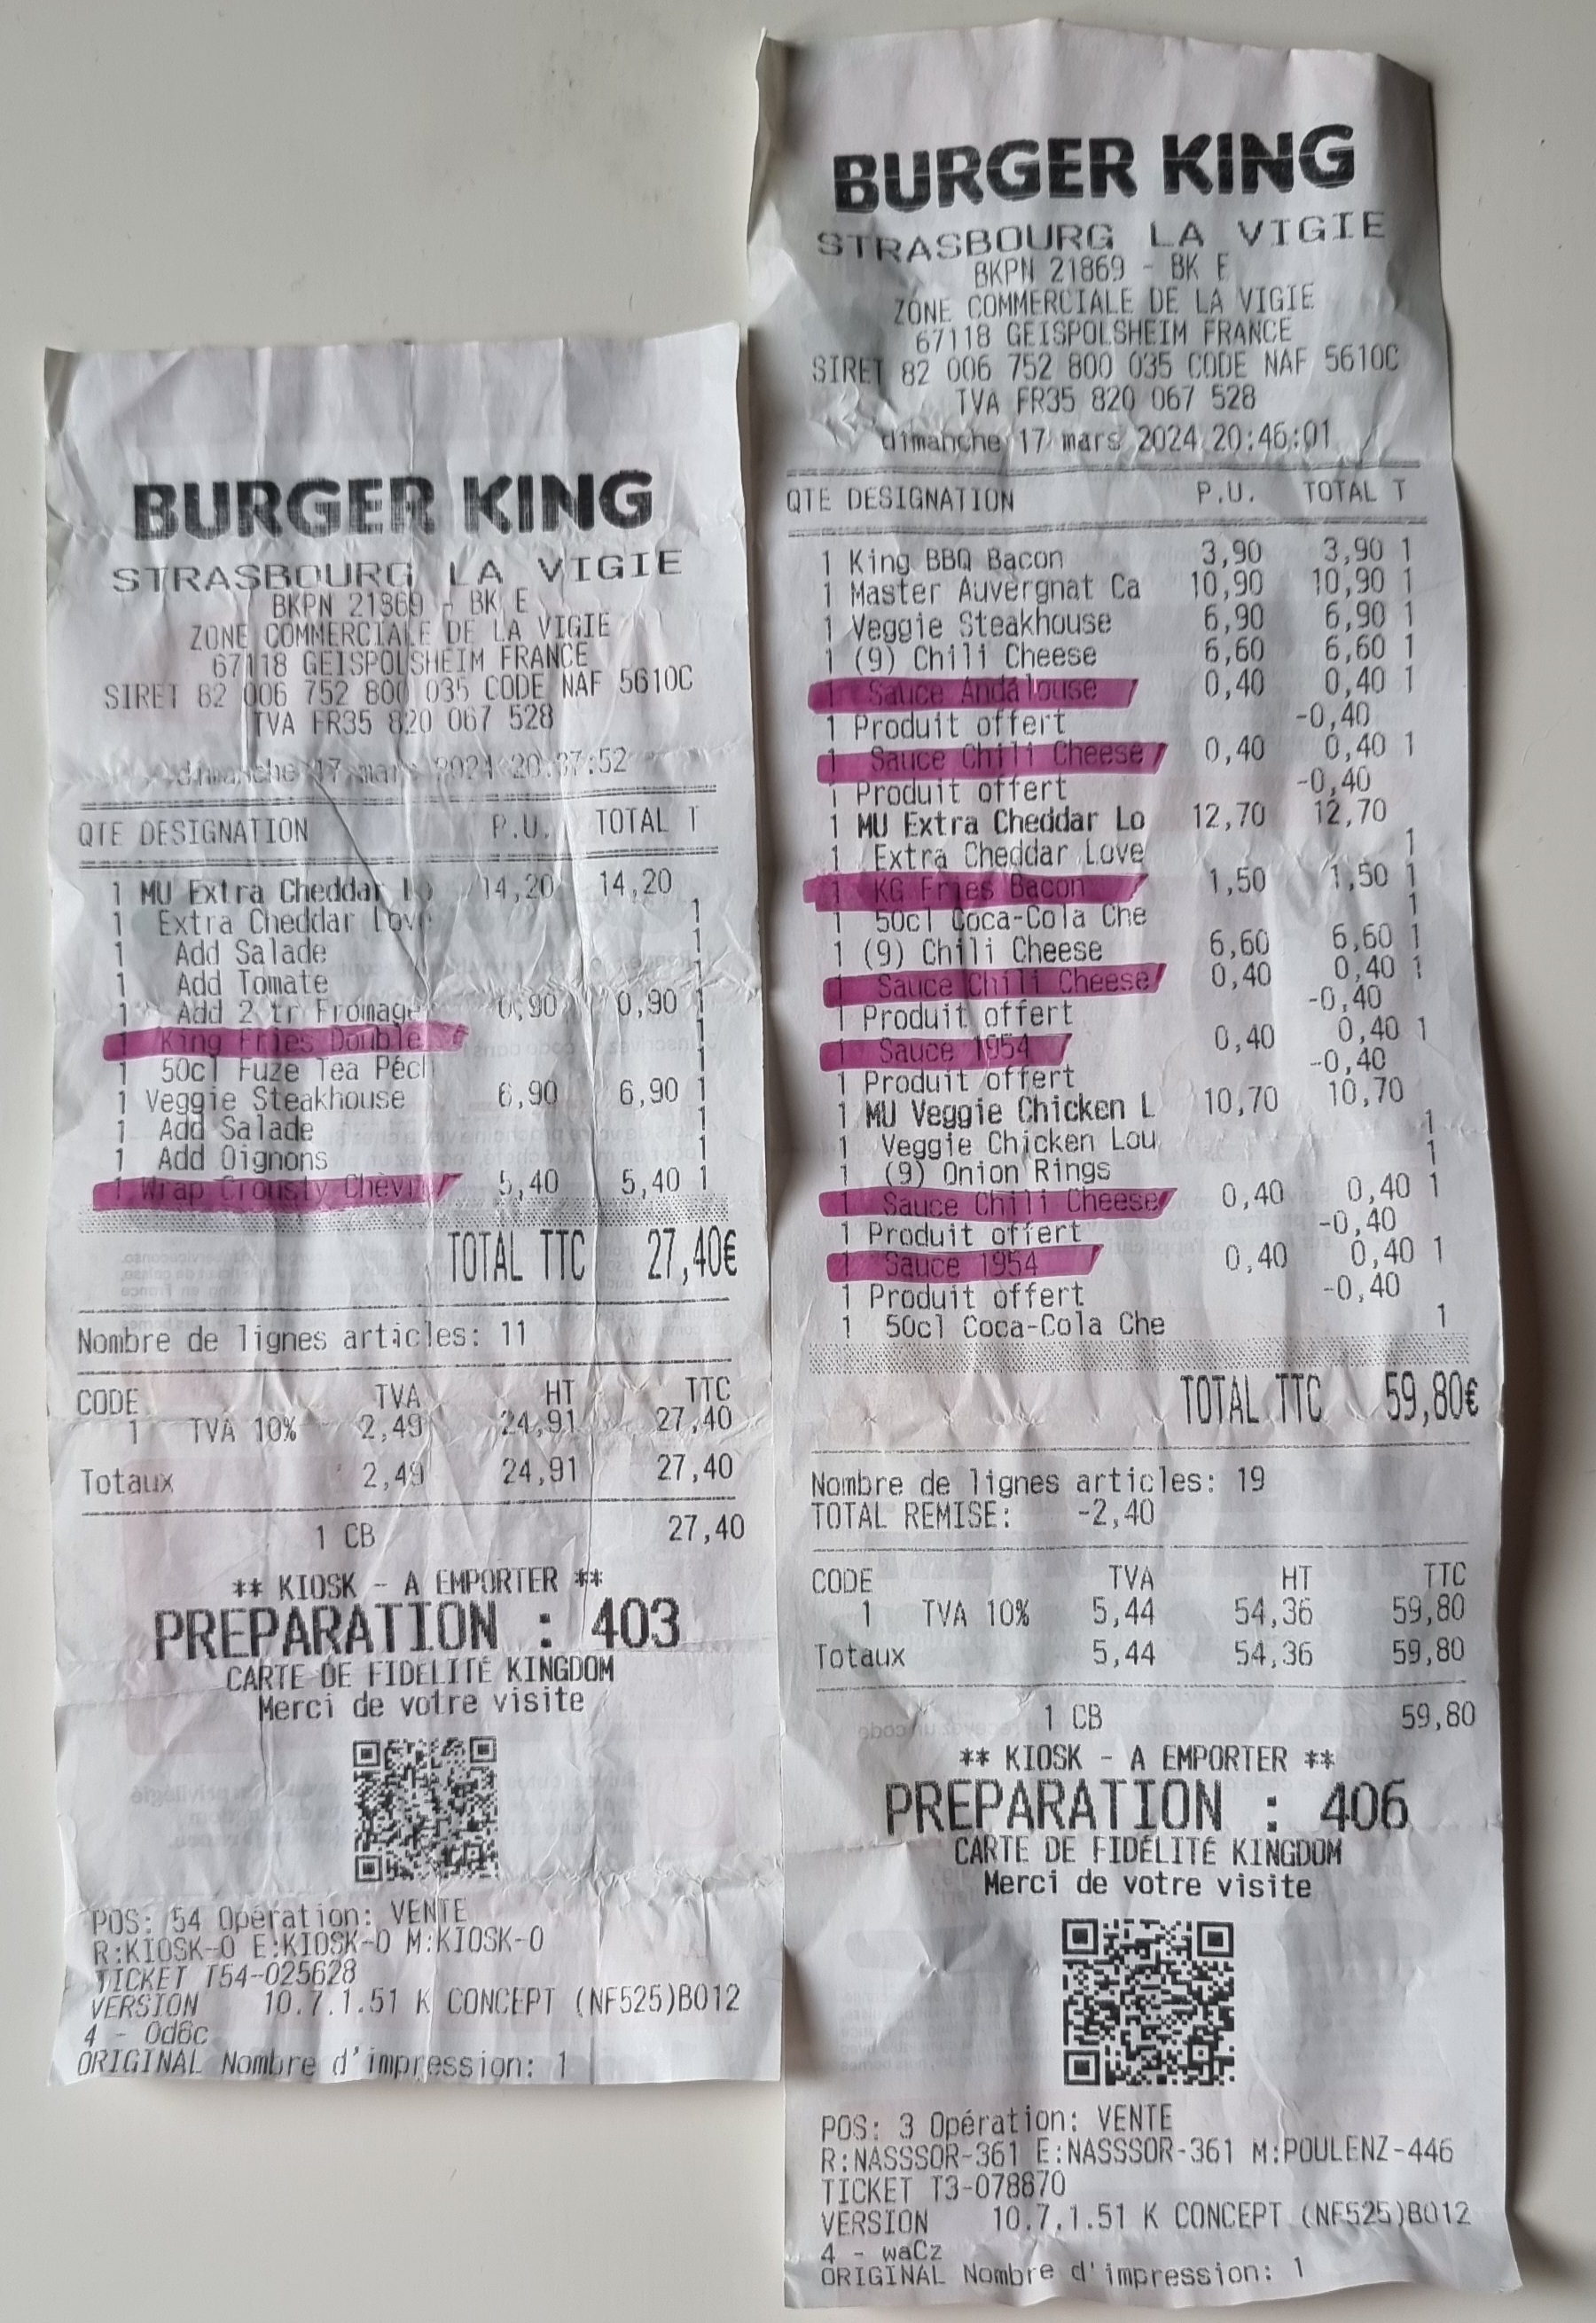 BURGER KING
STRASBOURG LA VIGIE
BKPN 21869 - BK E
ZONE COMMERCIALE DE LA VIGIE
67118 GEISPOLSHEIM FRANCE
SIRET 82 006 752 800 035 CODE NAF 5610C
TVA FR35 820 067 528
dimanche 17 mars 2024 20:37:52
QTE DESIGNATION P.U. TOTAL T
1 MU Extra Cheddar Lo 14,20 14,20
1 Extra Cheddar Love 1
1 Add Salade 1
1 Add Tomate 1
1 Add 2 tr Fromage 0,90 0,90 1
1 King Fries Double 1
1 50cl Fuze Tea Pêch 1
1 Veggie Steakhouse 6,90 6,90 1
1 Add Salade 1
1 Add Oignons 1
1 Wrap Crousty Chèvr 5,40 5,40 1
TOTAL TTC 27,40€
Nombre de lignes articles: 11
CODE TVA HT TTC
1 TVA 10% 2,49 24,91 27,40
Totaux 2,49 24,91 27,40
1 CB 27,40
** KIOSK - A EMPORTER **
PREPARATION : 403
CARTE DE FIDELITÉ KINGDOM
Merci de votre visite
POS: 54 Opération: VENTE
R:KIOSK-0 E:KIOSK-0 M:KIOSK-0
TICKET T54-025628
VERSION 10.7.1.51 K CONCEPT (NF525)B012
4 - 0d6c
ORIGINAL Nombre d'impression: 1
BURGER KING
STRASBOURG LA VIGIE
BKPN 21869 - BK E
ZONE COMMERCIALE DE LA VIGIE
67118 GEISPOLSHEIM FRANCE
SIRET 82 006 752 800 035 CODE NAF 5610C
TVA FR35 820 067 528
dimanche 17 mars 2024 20:46:01
QTE DESIGNATION P.U. TOTAL T
1 King BBQ Bacon 3,90 3,90 1
1 Master Auvergnat Ca 10,90 10,90 1
1 Veggie Steakhouse 6,90 6,90 1
1 (9) Chili Cheese 6,60 6,60 1
1 Sauce Andalouse 0,40 0,40 1
1 Produit offert -0,40
1 Sauce Chili Cheese 0,40 0,40 1
1 Produit offert -0,40
1 MU Extra Cheddar Lo 12,70 12,70
1 Extra Cheddar Love 1
1 KG Fries Bacon 1,50 1,50 1
1 50cl Coca-Cola Che 1
1 (9) Chili Cheese 6,60 6,60 1
1 Sauce Chili Cheese 0,40 0,40 1
1 Produit offert -0,40
1 Sauce 1954 0,40 0,40 1
1 Produit offert -0,40
1 MU Veggie Chicken L 10,70 10,70
1 Veggie Chicken Lou 1
1 (9) Onion Rings 1
1 Sauce Chili Cheese 0,40 0,40 1
1 Produit offert -0,40
1 Sauce 1954 0,40 0,40 1
1 Produit offert -0,40
1 50cl Coca-Cola Che 1
TOTAL TTC 59,80€
Nombre de lignes articles: 19
TOTAL REMISE: -2,40
CODE TVA HT TTC
1 TVA 10% 5,44 54,36 59,80
Totaux 5,44 54,36 59,80
1 CB 59,80
** KIOSK - A EMPORTER **
PREPARATION : 406
CARTE DE FIDÉLITÉ KINGDOM
Merci de votre visite
POS: 3 Opération: VENTE
R:NASSSOR-361 E:NASSSOR-361 M:POULENZ-446
TICKET T3-078870
VERSION 10.7.1.51 K CONCEPT (NF525)B012
4 - waCz
ORIGINAL Nombre d'impression: 1